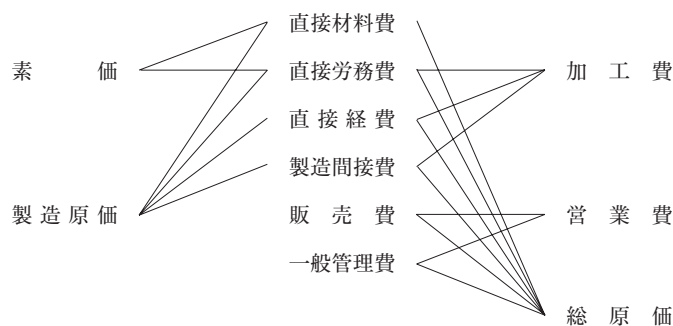 直接材料費
素価
直接労務費
加工費
直接経費
製造間接費
製造原価
販売費
営業費
一般管理費
総原価